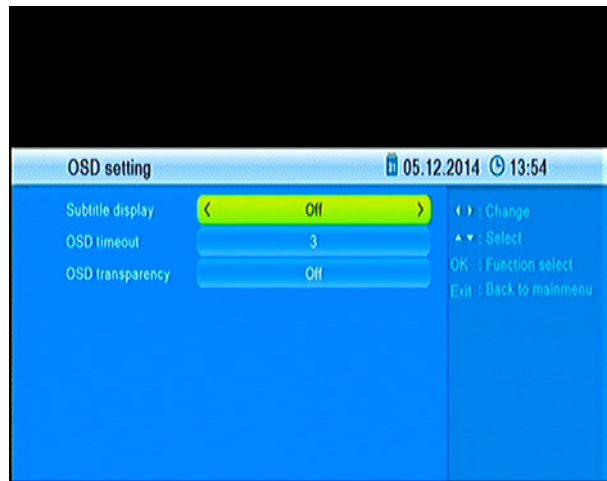 OSD setting 05.12.2014 13:54
Subtitle display Off
OSD timeout 3
OSD transparency Off
: Change
: Select
OK : Function select
Exit : Back to mainmenu